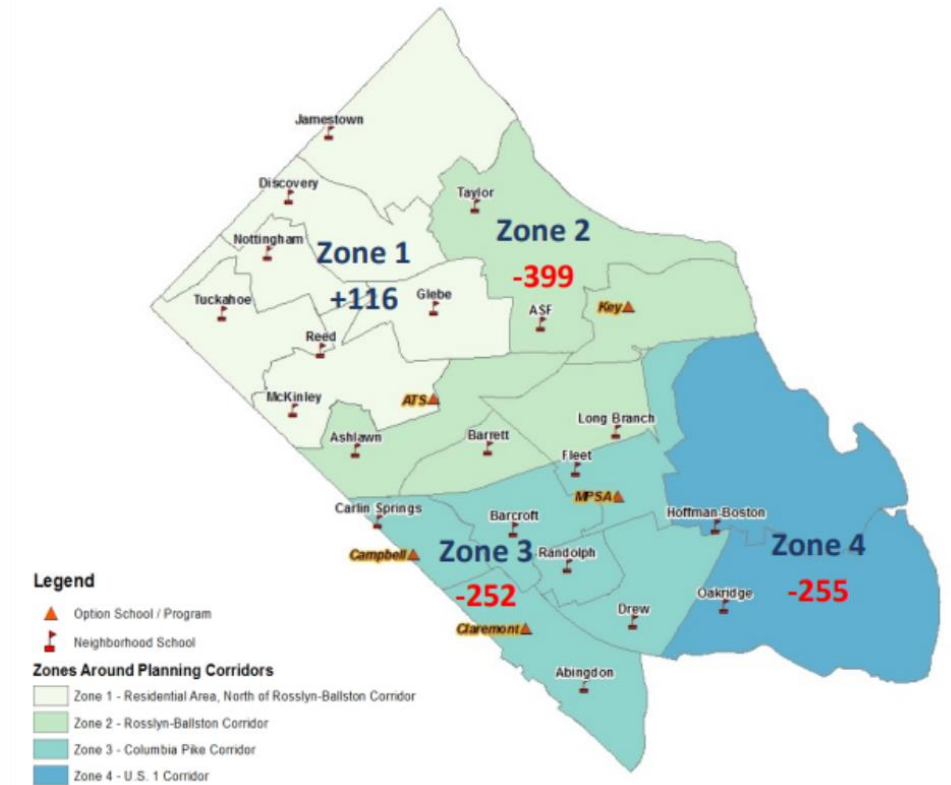 Jamestown
Discovery
Taylor
Nottingham
Zone 1
+116
Zone 2
-399
Tuckahoe
Glebe
ASF
Key
Reed
McKinley
ATS
Ashlawn
Barrett
Long Branch
Fleet
MPSA
Carlin Springs
Barcroft
Hoffman-Boston
Campbell
Zone 3
-252
Randolph
Zone 4
-255
Oakridge
Drew
Claremont
Abingdon
Legend
Option School / Program
Neighborhood School
Zones Around Planning Corridors
Zone 1 - Residential Area, North of Rosslyn-Ballston Corridor
Zone 2 - Rosslyn-Ballston Corridor
Zone 3 - Columbia Pike Corridor
Zone 4 - U.S. 1 Corridor